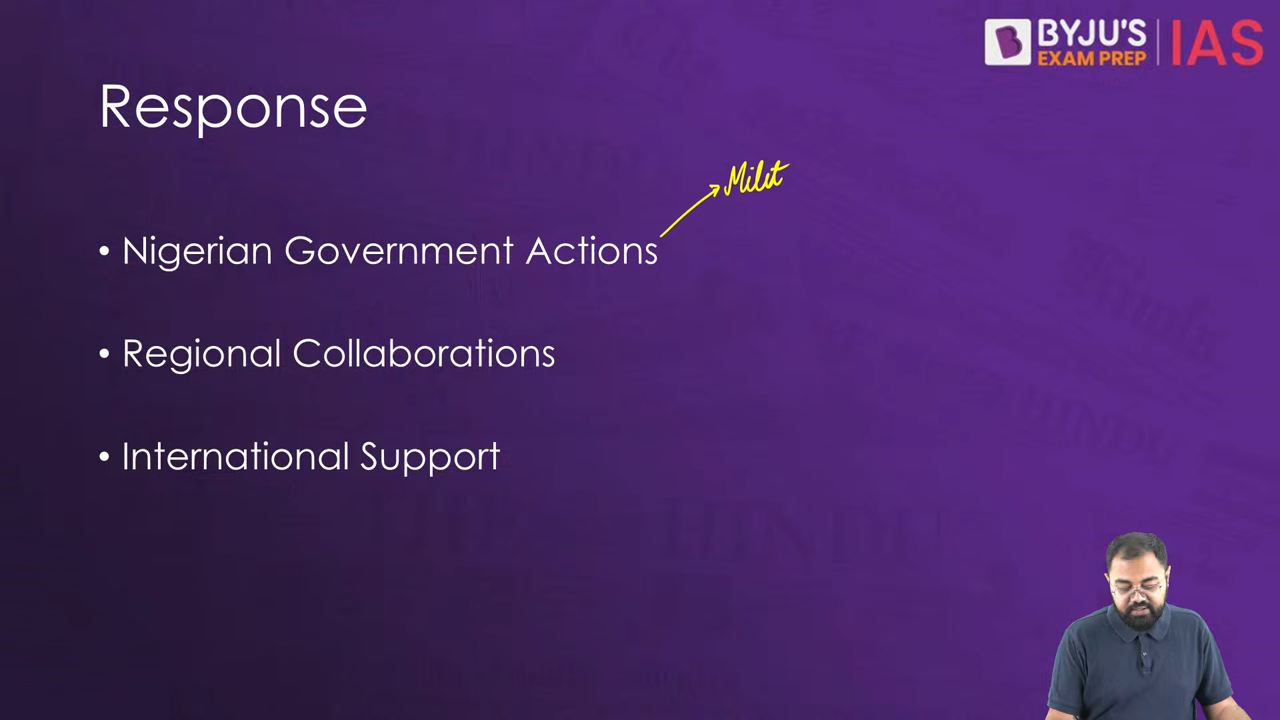 BYJU'S
EXAM PREP
IAS
Response
Milit
• Nigerian Government Actions
• Regional Collaborations
• International Support